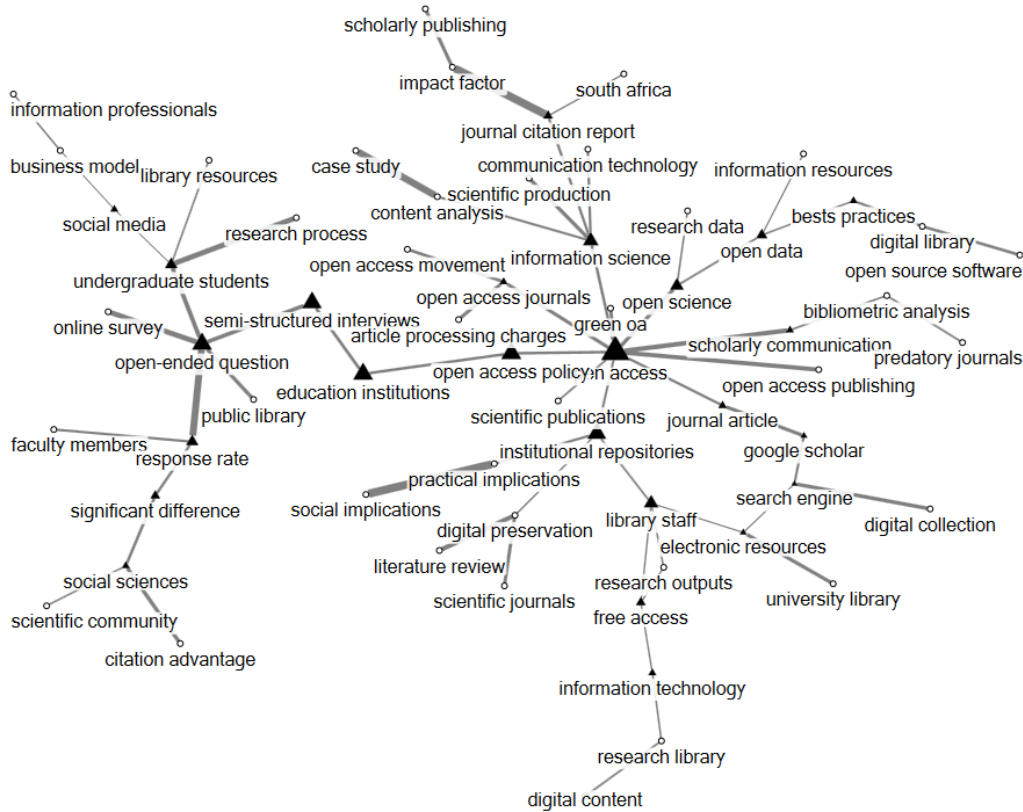 scholarly publishing
impact factor
south africa
information professionals
journal citation report
business model
library resources
case study
communication technology
information resources
scientific production
social media
content analysis
research data
bests practices
research process
open data
digital library
undergraduate students
open access movement
information science
open source software
open access journals
open science
online survey
semi-structured interviews
green oa
bibliometric analysis
article processing charges
open-ended question
scholarly communication
predatory journals
education institutions
open access policy
en access
open access publishing
public library
scientific publications
journal article
faculty members
response rate
institutional repositories
google scholar
practical implications
search engine
significant difference
social implications
library staff
digital collection
digital preservation
electronic resources
literature review
social sciences
research outputs
scientific journals
university library
scientific community
free access
citation advantage
information technology
research library
digital content